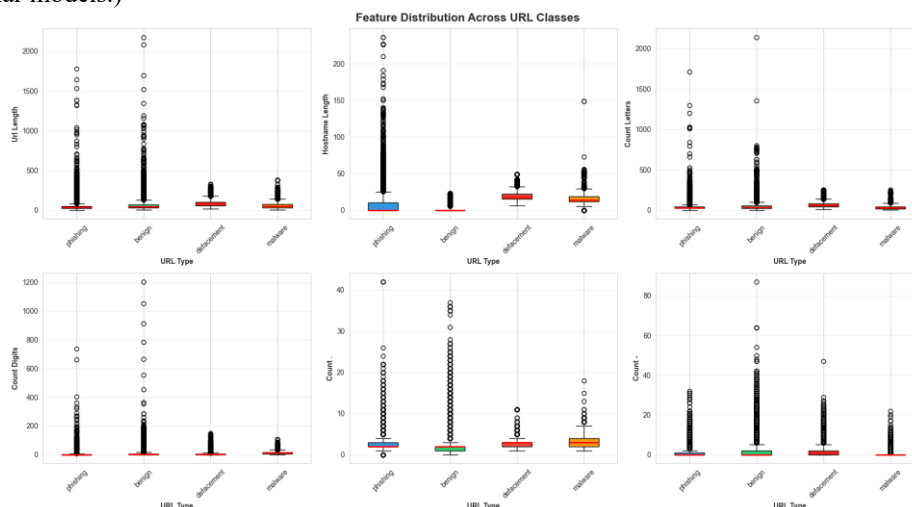 ar models.)
Feature Distribution Across URL Classes
Url Length
2000
1500
1000
500
0
phishing
benign
defacement
malware
URL Type
Hostname Length
200
150
100
50
0
phishing
benign
defacement
malware
URL Type
Count Letters
2000
1500
1000
500
0
phishing
benign
defacement
malware
URL Type
Count Digits
1200
1000
800
600
400
200
0
phishing
benign
defacement
malware
URL Type
Count .
40
30
20
10
0
phishing
benign
defacement
malware
URL Type
Count -
80
60
40
20
0
phishing
benign
defacement
malware
URL Type